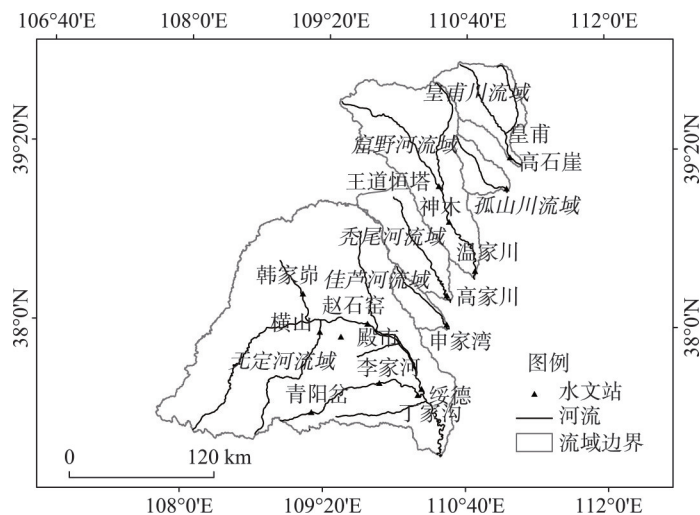 106°40'E 108°0'E 109°20'E 110°40'E 112°0'E
39°20'N
39°20'N
皇甫川流域
皇甫
窟野河流域
高石崖
王道恒塔
神木
孤山川流域
秃尾河流域
温家川
韩家峁
佳芦河流域
高家川
赵石窑
38°0'N
38°0'N
横山
殿市
申家湾
无定河流域
李家河
青阳岔
绥德
丁家沟
图例
水文站
河流
流域边界
0 120 km
108°0'E 109°20'E 110°40'E 112°0'E